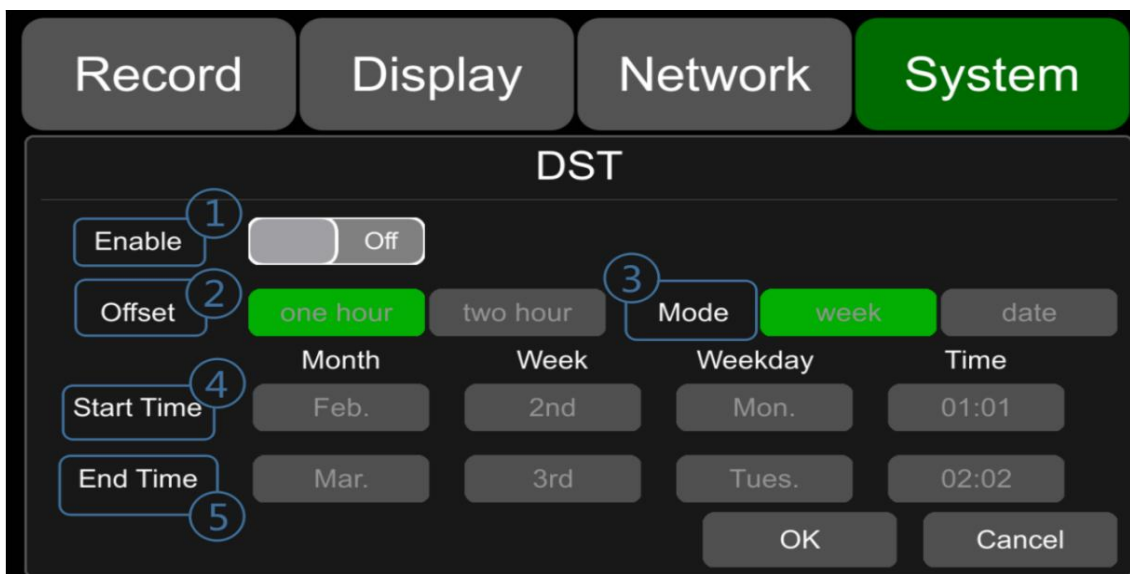 Record Display Network System
DST
1
Enable Off
2 3
Offset one hour two hour Mode week date
Month Week Weekday Time
4
Start Time Feb. 2nd Mon. 01:01
End Time Mar. 3rd Tues. 02:02
5
OK Cancel